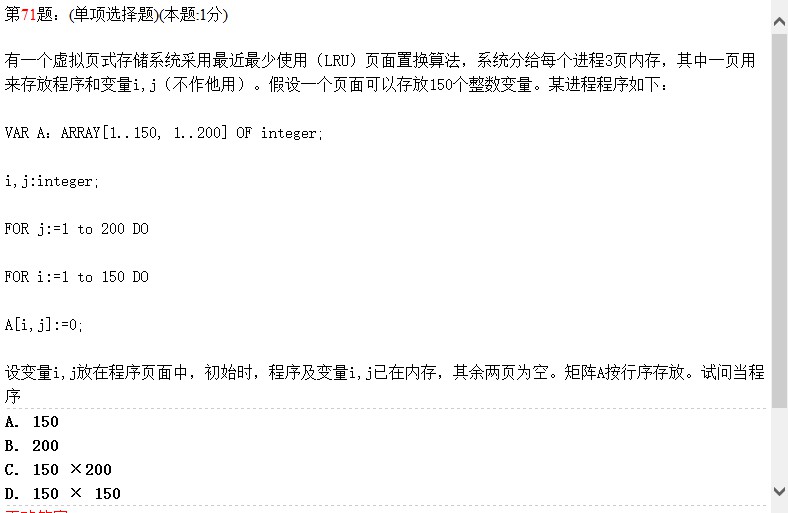 第71题：(单项选择题)(本题:1分)
有一个虚拟页式存储系统采用最近最少使用（LRU）页面置换算法，系统分给每个进程3页内存，其中一页用
来存放程序和变量i,j（不作他用）。假设一个页面可以存放150个整数变量。某进程程序如下：
VAR A：ARRAY[1..150, 1..200] OF integer;
i,j:integer;
FOR j:=1 to 200 DO
FOR i:=1 to 150 DO
A[i,j]:=0;
设变量i,j放在程序页面中，初始时，程序及变量i,j已在内存，其余两页为空。矩阵A按行序存放。试问当程
序
A. 150
B. 200
C. 150 ×200
D. 150 × 150